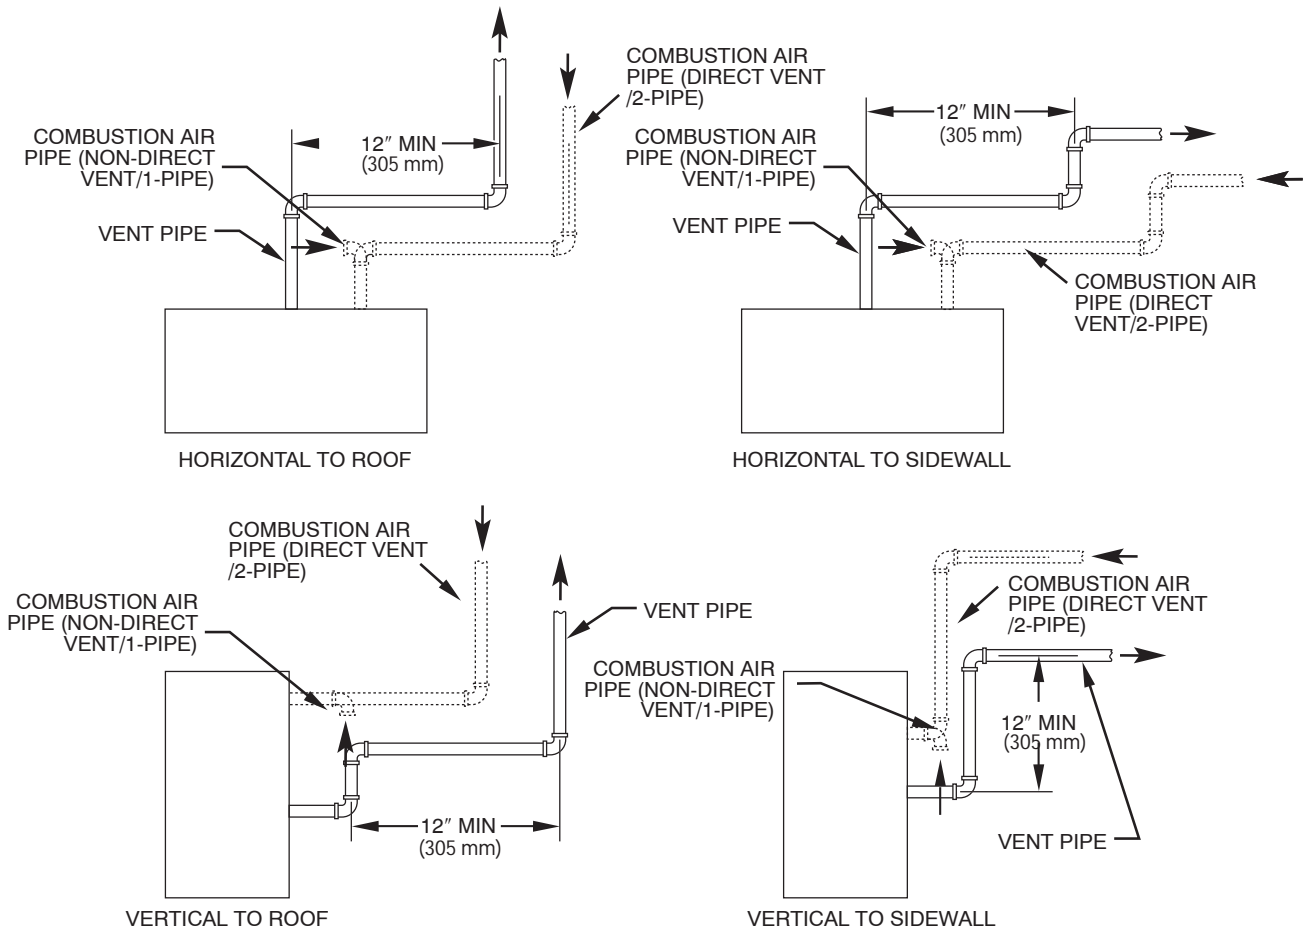 COMBUSTION AIR
PIPE (DIRECT VENT
/2-PIPE)
COMBUSTION AIR
PIPE (NON-DIRECT
VENT/1-PIPE)
12″ MIN
(305 mm)
VENT PIPE
HORIZONTAL TO ROOF
12″ MIN
(305 mm)
COMBUSTION AIR
PIPE (NON-DIRECT
VENT/1-PIPE)
VENT PIPE
COMBUSTION AIR
PIPE (DIRECT
VENT/2-PIPE)
HORIZONTAL TO SIDEWALL
COMBUSTION AIR
PIPE (DIRECT VENT
/2-PIPE)
COMBUSTION AIR
PIPE (NON-DIRECT
VENT/1-PIPE)
VENT PIPE
12″ MIN
(305 mm)
VERTICAL TO ROOF
COMBUSTION AIR
PIPE (DIRECT VENT
/2-PIPE)
COMBUSTION AIR
PIPE (NON-DIRECT
VENT/1-PIPE)
12″ MIN
(305 mm)
VENT PIPE
VERTICAL TO SIDEWALL